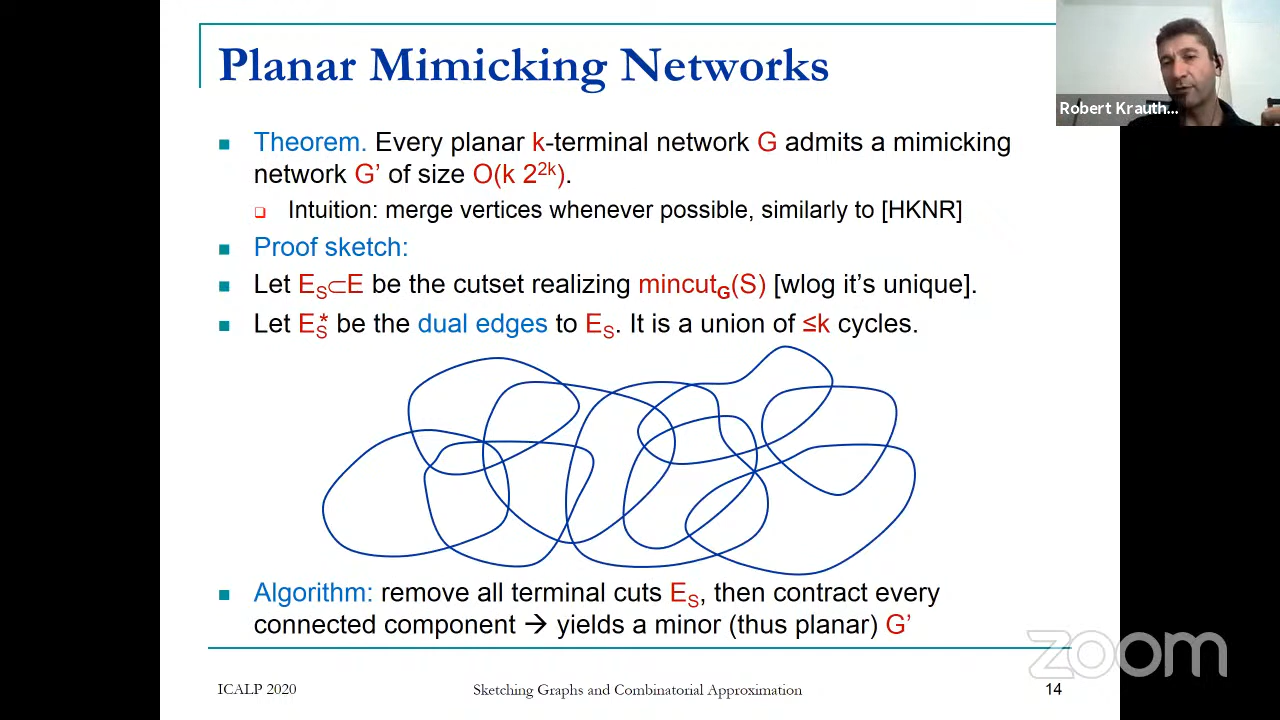 Planar Mimicking Networks
Robert Krauth...
Theorem. Every planar k-terminal network G admits a mimicking
network G’ of size O(k 2²ᵏ).
Intuition: merge vertices whenever possible, similarly to [HKNR]
Proof sketch:
Let E_S⊂E be the cutset realizing mincut_G(S) [wlog it’s unique].
Let E_S* be the dual edges to E_S. It is a union of ≤k cycles.
Algorithm: remove all terminal cuts E_S, then contract every
connected component → yields a minor (thus planar) G’
zoom
ICALP 2020
Sketching Graphs and Combinatorial Approximation
14